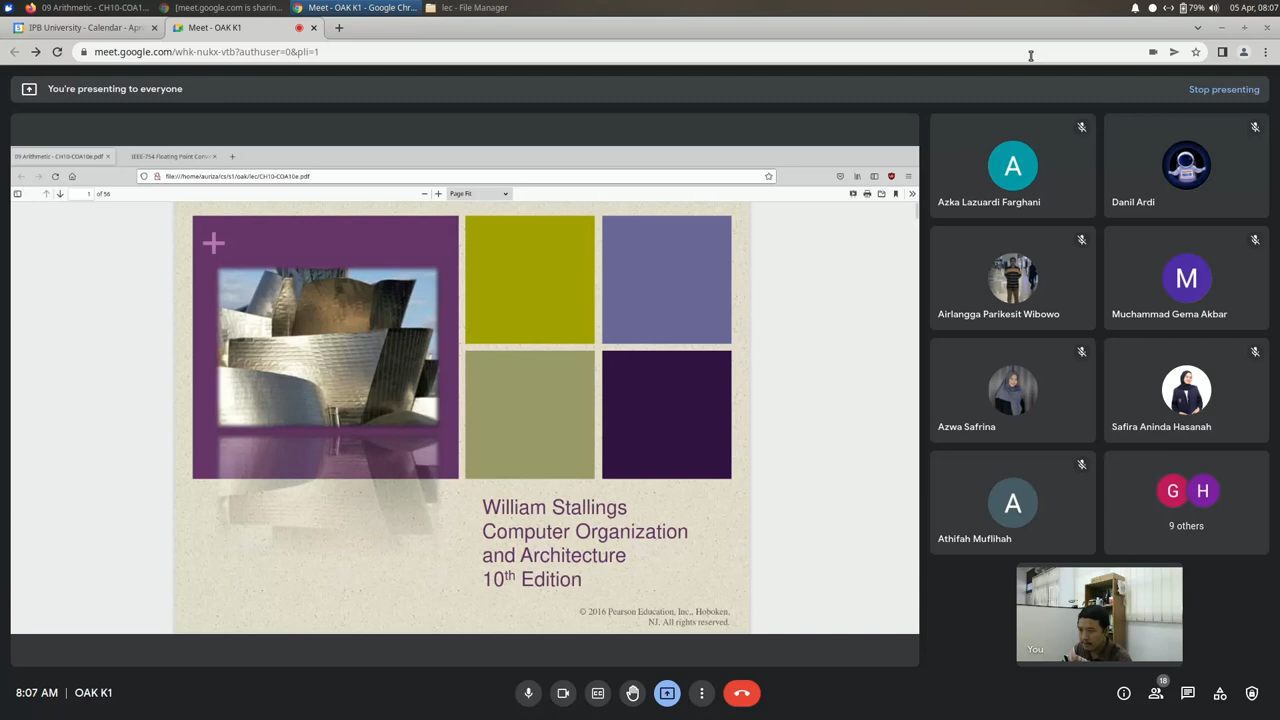 09 Arithmetic - CH10-COA...
[meet.google.com is sharin...
Meet - OAK K1 - Google Chr...
lec - File Manager
79%
05 Apr, 08:07
IPB University - Calendar - Apr
Meet - OAK K1
meet.google.com/whk-nukx-vtb?authuser=0&pli=1
You're presenting to everyone
Stop presenting
09 Arithmetic - CH10-COA10e.pdf
IEEE-754 Floating Point Conv
file:///home/auriza/cs/s1/oak/lec/CH10-COA10e.pdf
1 of 56
Page Fit
William Stallings
Computer Organization
and Architecture
10th Edition
© 2016 Pearson Education, Inc., Hoboken,
NJ. All rights reserved.
A
Azka Lazuardi Farghani
Danil Ardi
Airlangga Parikesit Wibowo
M
Muchammad Gema Akbar
Azwa Safrina
Safira Aninda Hasanah
A
Athifah Muflihah
G H
9 others
You
8:07 AM | OAK K1
18